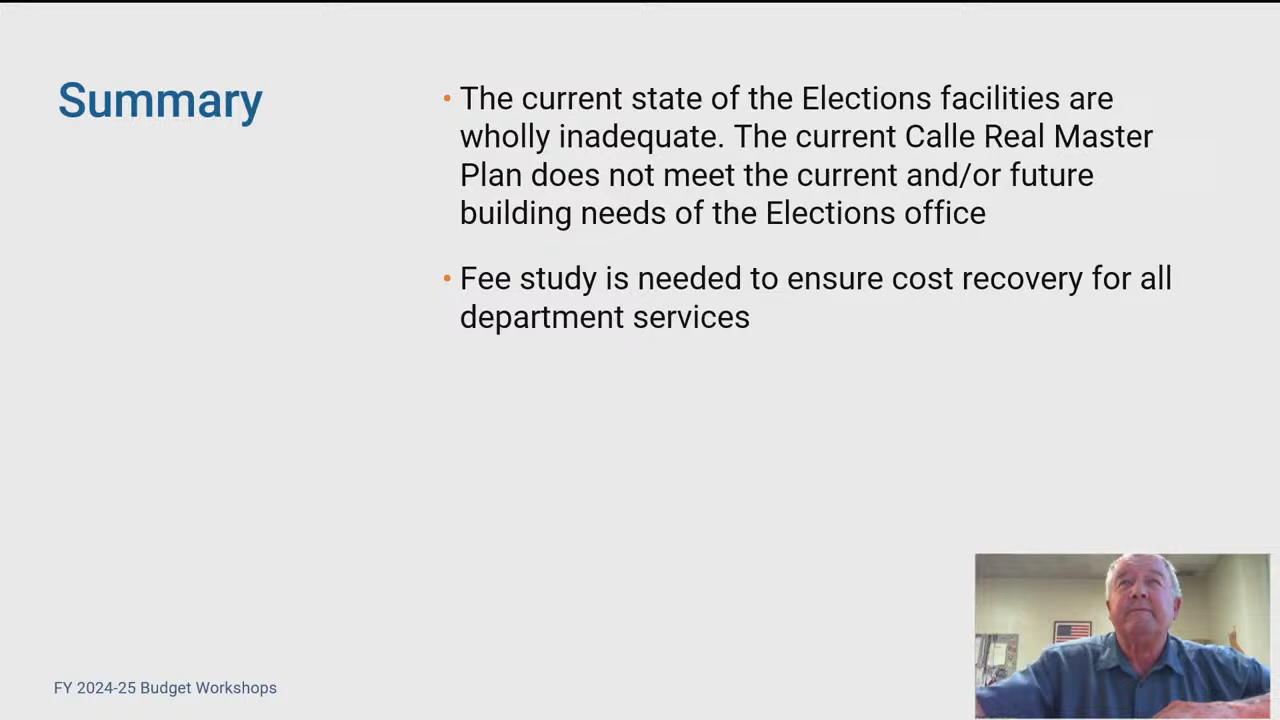 Summary
• The current state of the Elections facilities are
wholly inadequate. The current Calle Real Master
Plan does not meet the current and/or future
building needs of the Elections office
• Fee study is needed to ensure cost recovery for all
department services
FY 2024-25 Budget Workshops